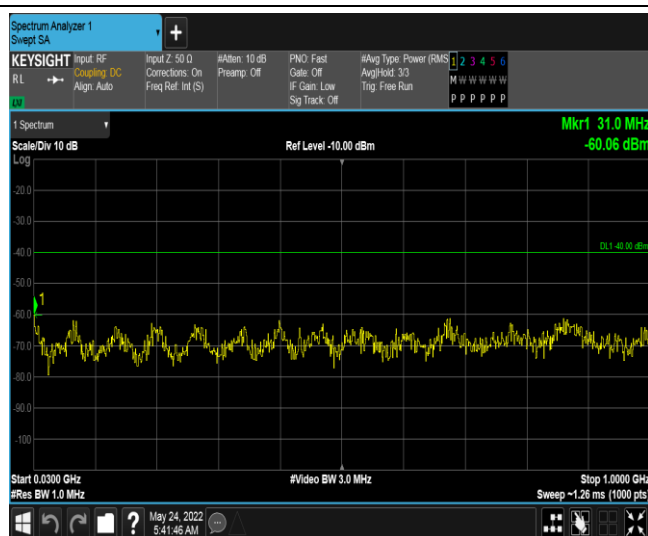 Spectrum Analyzer 1
Swept SA
+
KEYSIGHT
RL
LXI
Input: RF
Coupling: DC
Align: Auto
Input Z: 50 Ω
Corrections: On
Freq Ref: Int (S)
#Atten: 10 dB
Preamp: Off
PNO: Fast
Gate: Off
IF Gain: Low
Sig Track: Off
#Avg Type: Power (RMS
Avg|Hold: 3/3
Trig: Free Run
1 2 3 4 5 6
M W W W W W
P P P P P P
1 Spectrum
Mkr1 31.0 MHz
Scale/Div 10 dB
Ref Level -10.00 dBm
-60.06 dBm
Log
-20.0
-30.0
-40.0
DL1 -40.00 dBm
-50.0
1
-60.0
-70.0
-80.0
-90.0
-100
Start 0.0300 GHz
#Video BW 3.0 MHz
Stop 1.0000 GHz
#Res BW 1.0 MHz
Sweep ~1.26 ms (1000 pts)
?
May 24, 2022
5:41:46 AM